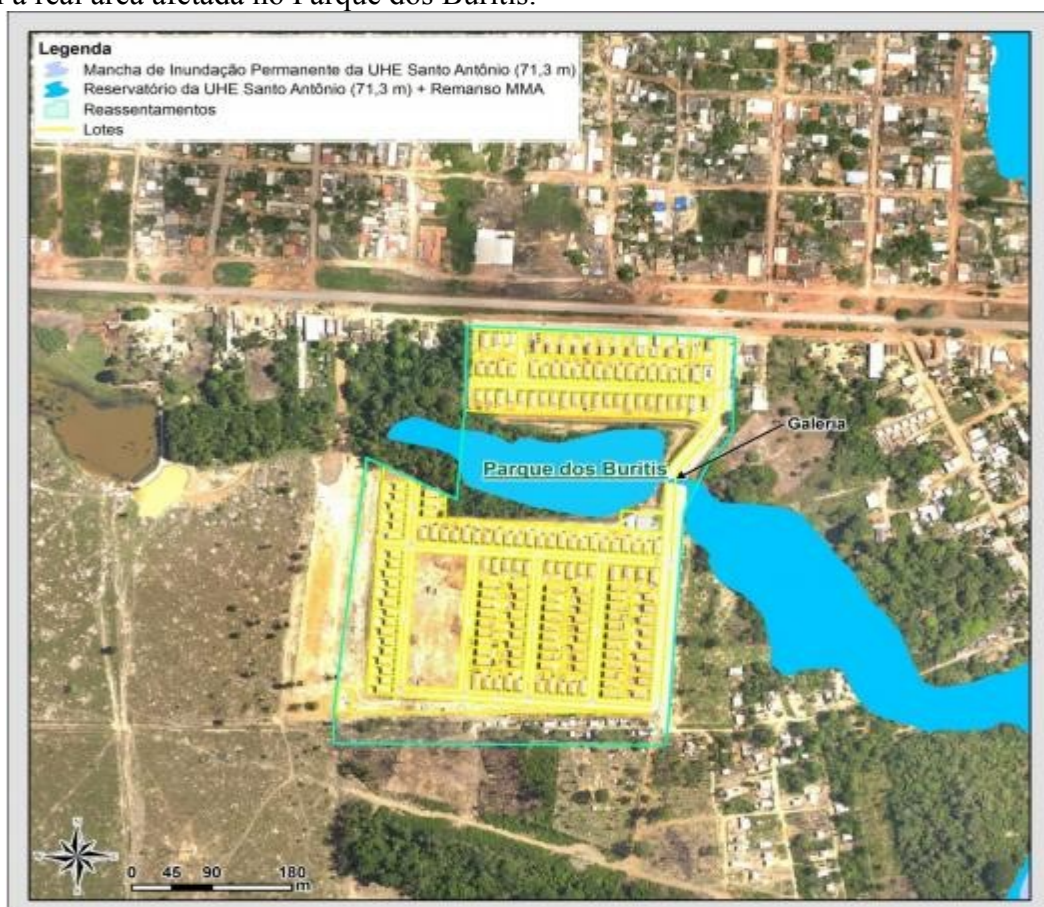 a real área afetada no Parque dos Buritis.
Legenda
Mancha de Inundação Permanente da UHE Santo Antônio (71,3 m)
Reservatório da UHE Santo Antônio (71,3 m) + Remanso MMA
Reassentamentos
Lotes
Galeria
Parque dos Buritis
0 45 90 180
m